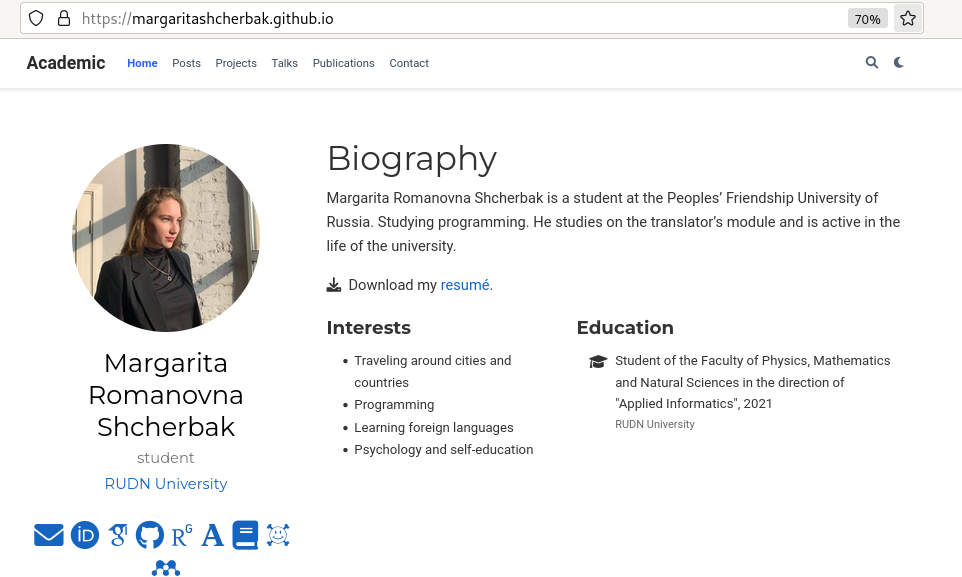 https://margaritashcherbak.github.io
70%
Academic Home Posts Projects Talks Publications Contact
Biography
Margarita Romanovna Shcherbak is a student at the Peoples’ Friendship University of
Russia. Studying programming. He studies on the translator’s module and is active in the
life of the university.
Download my resumé.
Interests
Traveling around cities and
countries
Programming
Learning foreign languages
Psychology and self-education
Education
Student of the Faculty of Physics, Mathematics
and Natural Sciences in the direction of
"Applied Informatics", 2021
RUDN University
Margarita
Romanovna
Shcherbak
student
RUDN University
iD
R^G
A